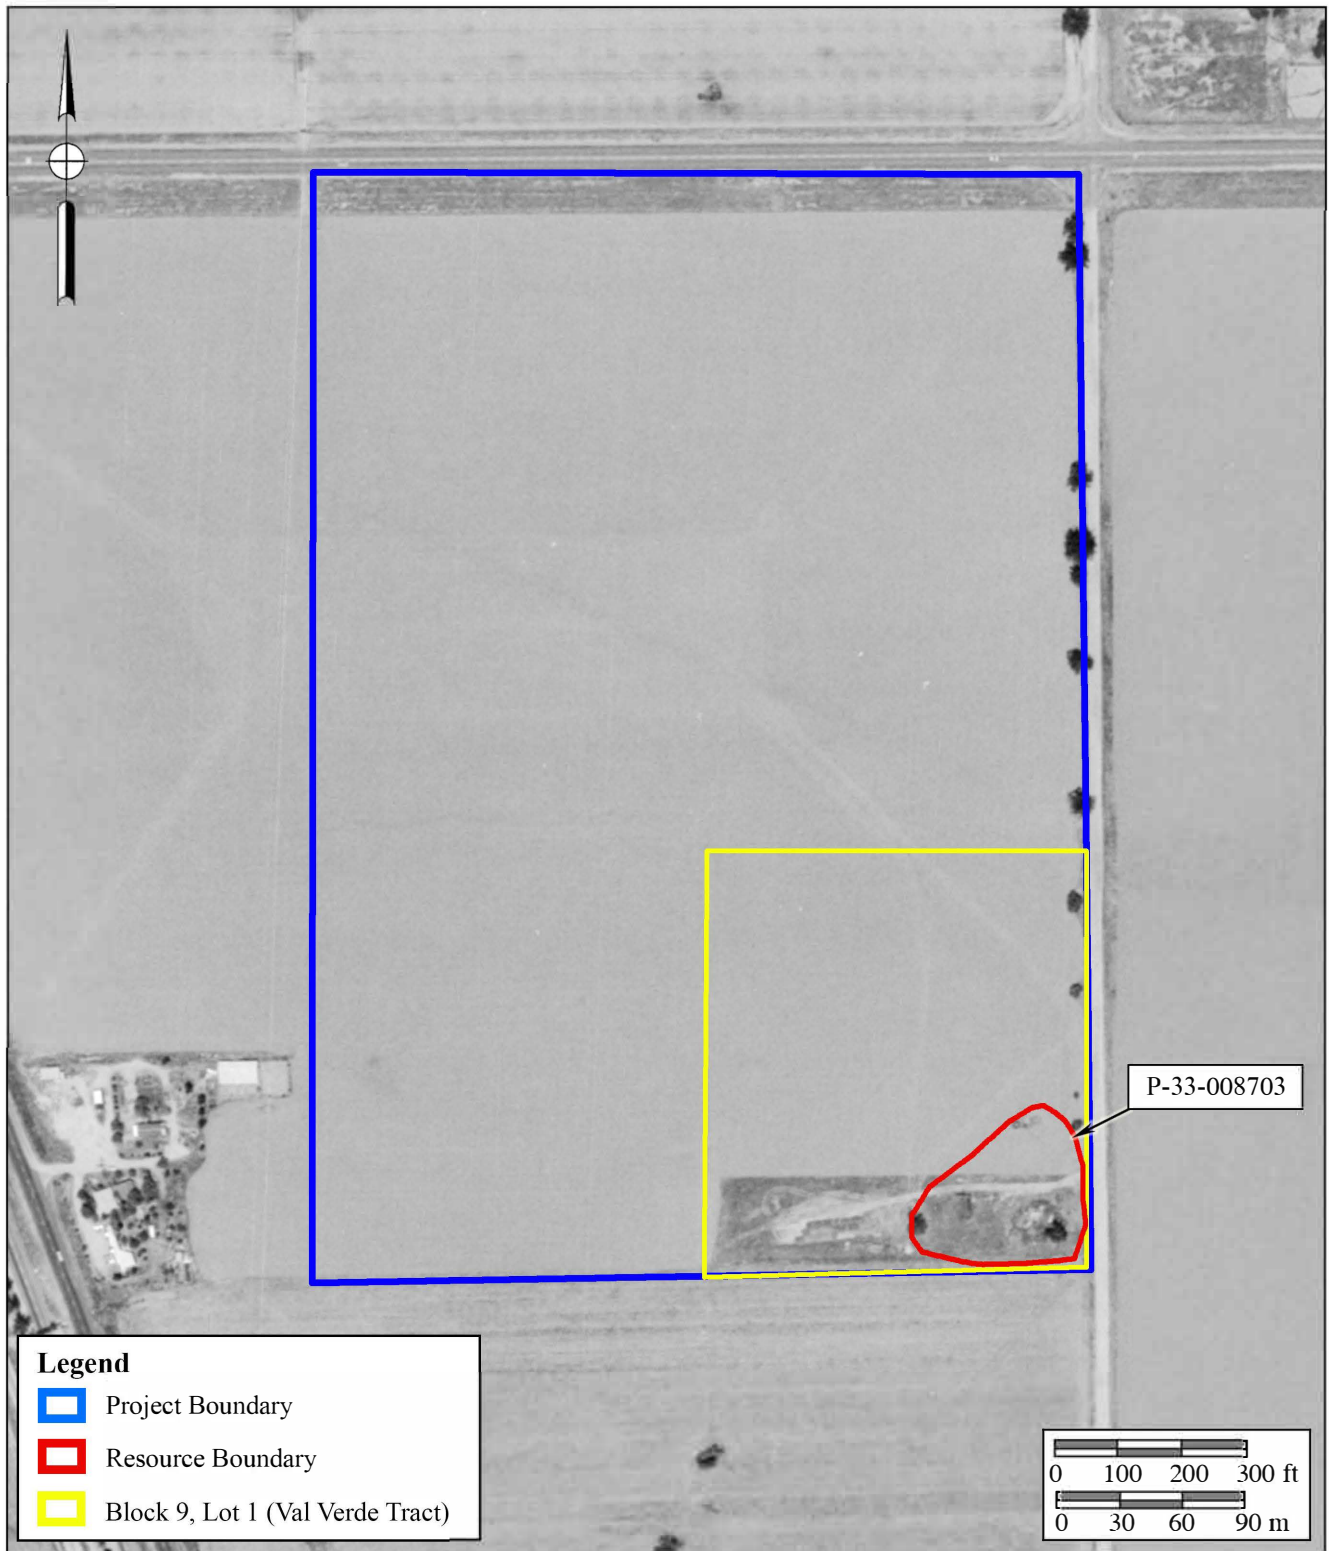 P-33-008703
Legend
Project Boundary
Resource Boundary
Block 9, Lot 1 (Val Verde Tract)
0 100 200 300 ft
0 30 60 90 m